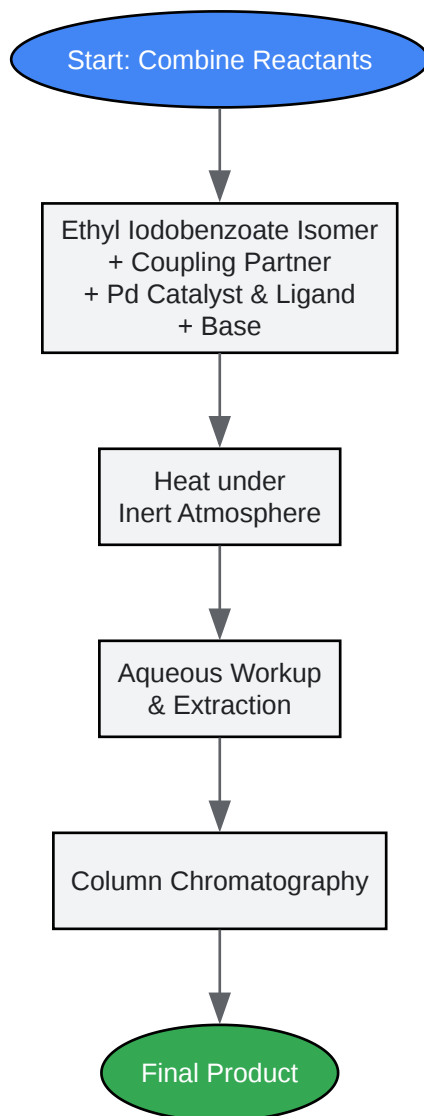 Start: Combine Reactants
Ethyl Iodobenzoate Isomer
+ Coupling Partner
+ Pd Catalyst & Ligand
+ Base
Heat under
Inert Atmosphere
Aqueous Workup
& Extraction
Column Chromatography
Final Product